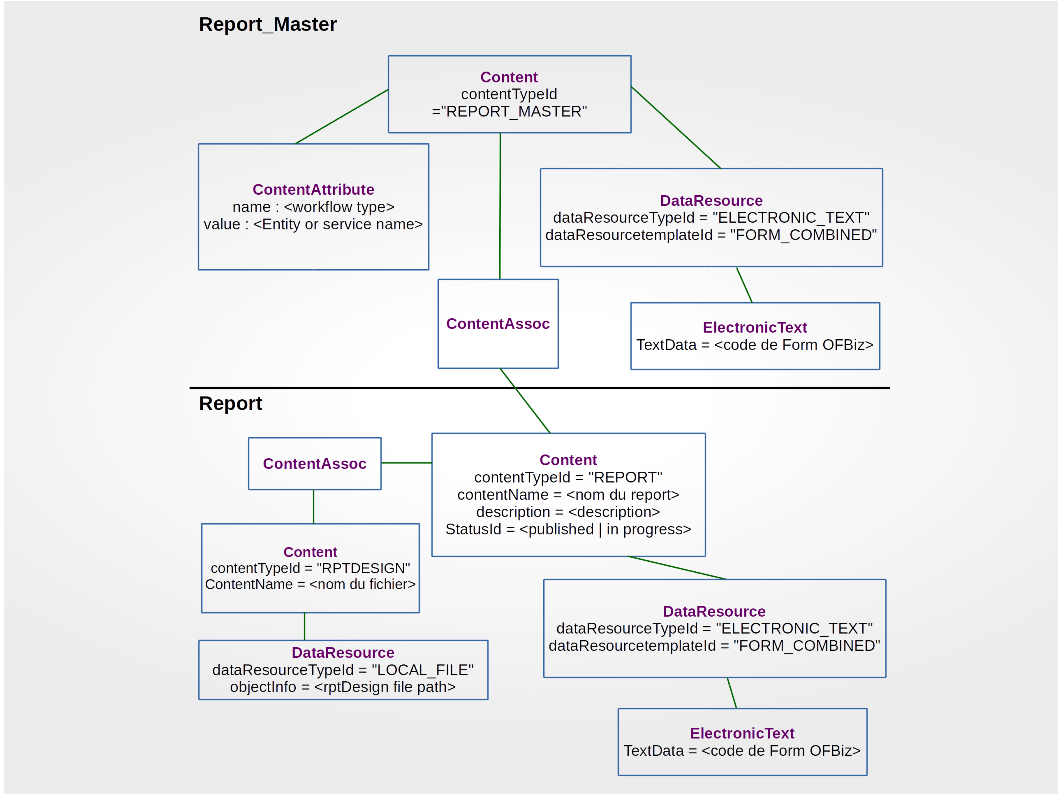 Report_Master
Content
contentTypeId
="REPORT_MASTER"
ContentAttribute
name : <workflow type>
value : <Entity or service name>
DataResource
dataResourceTypeId = "ELECTRONIC_TEXT"
dataResourcetemplateId = "FORM_COMBINED"
ContentAssoc
ElectronicText
TextData = <code de Form OFBiz>
Report
ContentAssoc
Content
contentTypeId = "REPORT"
contentName = <nom du report>
description = <description>
StatusId = <published | in progress>
Content
contentTypeId = "RPTDESIGN"
ContentName = <nom du fichier>
DataResource
dataResourceTypeId = "ELECTRONIC_TEXT"
dataResourcetemplateId = "FORM_COMBINED"
DataResource
dataResourceTypeId = "LOCAL_FILE"
objectInfo = <rptDesign file path>
ElectronicText
TextData = <code de Form OFBiz>